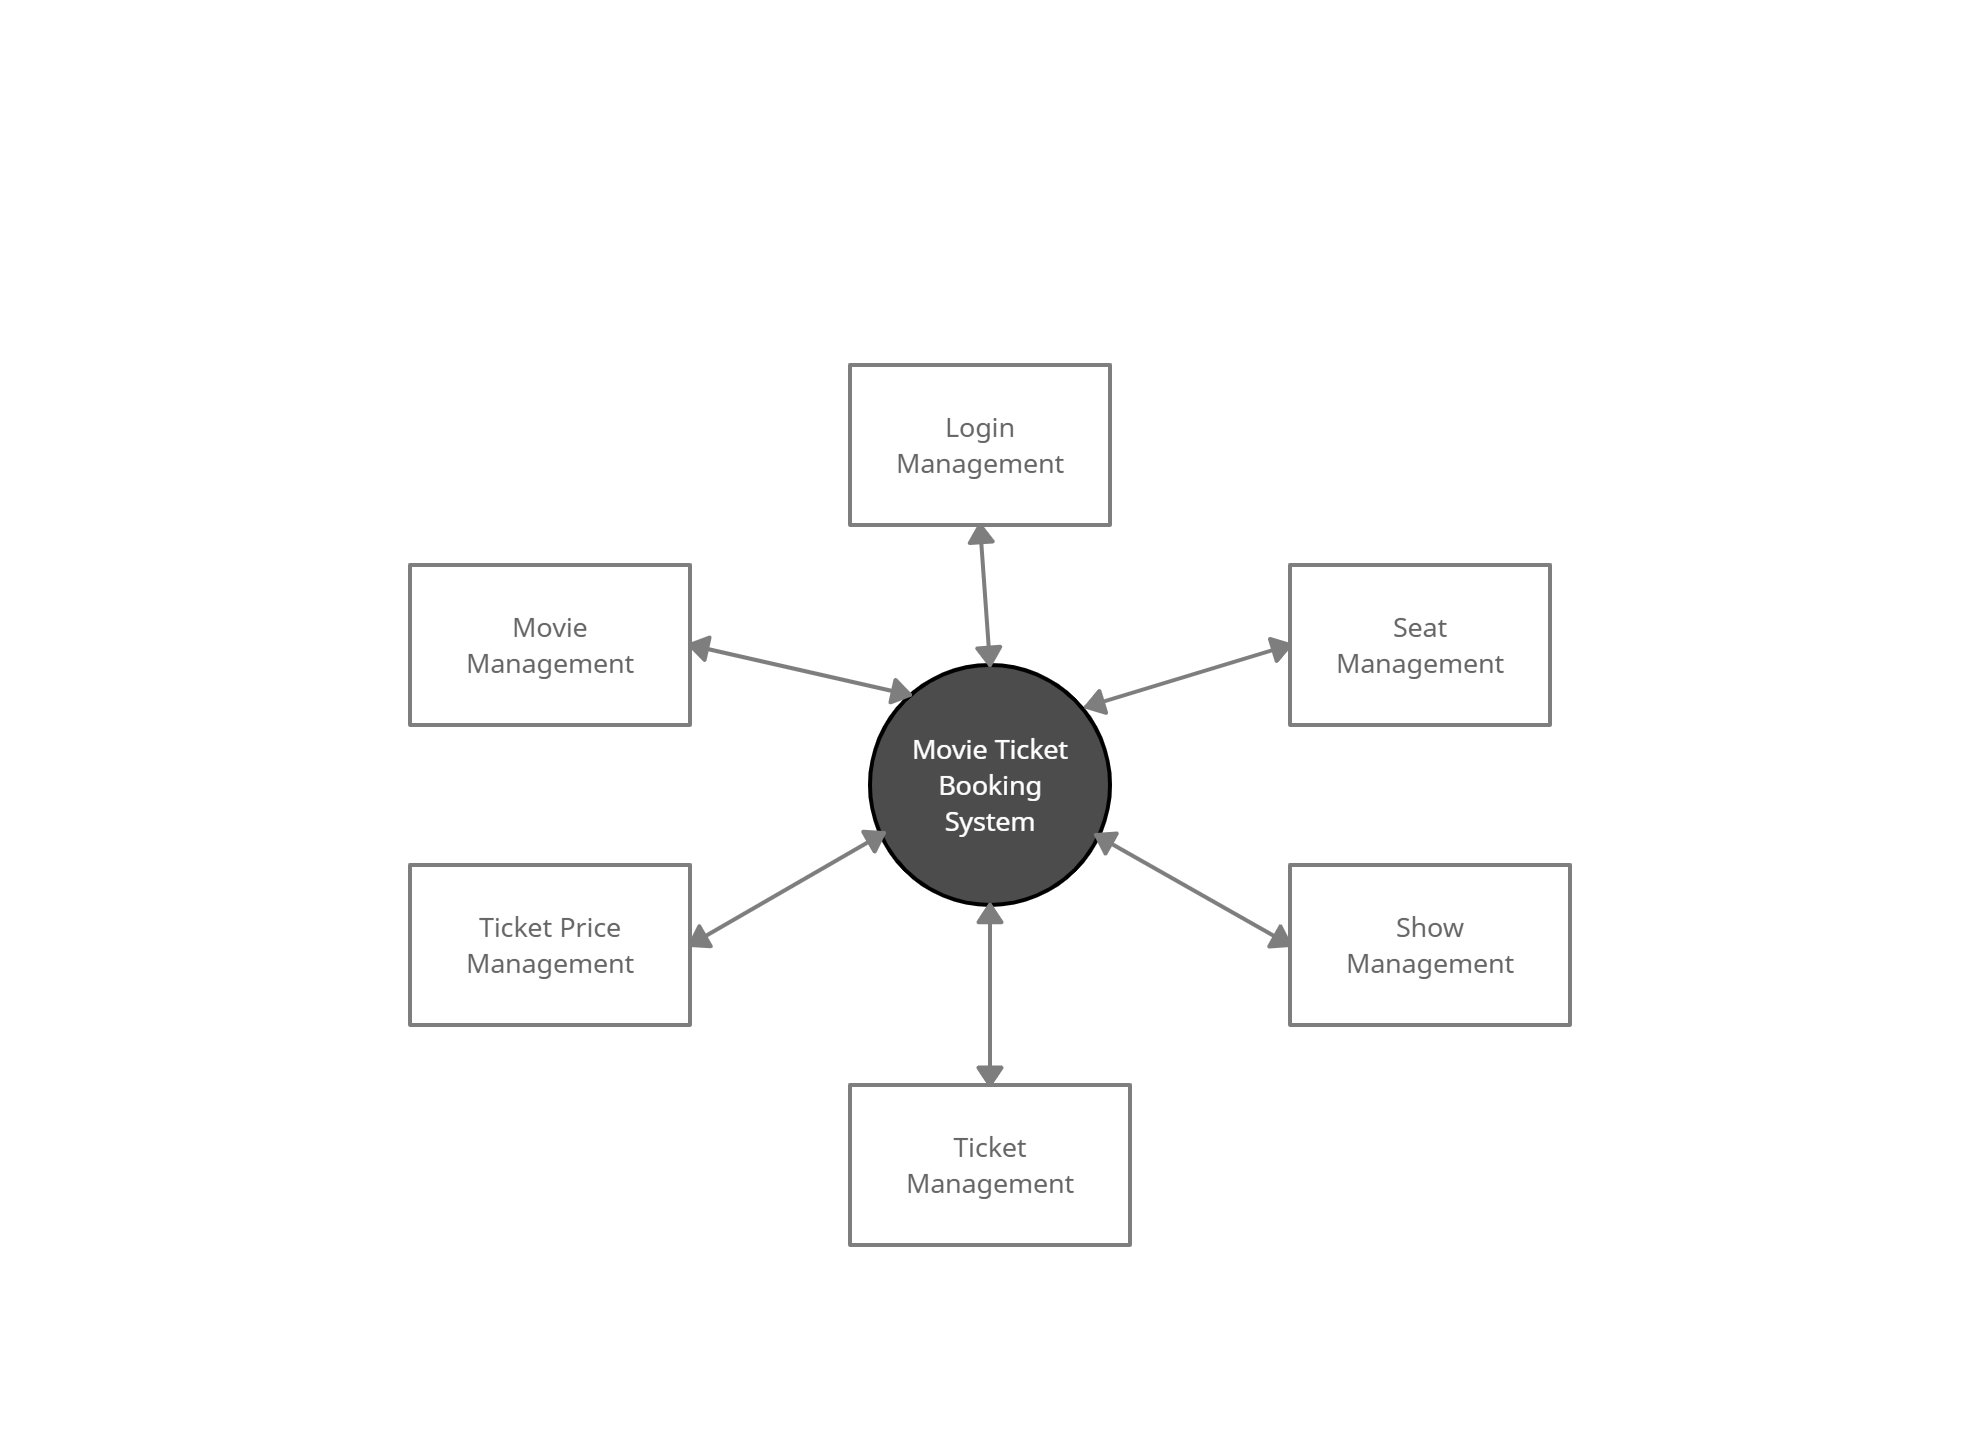 Login
Management
Movie
Management
Seat
Management
Movie Ticket
Booking
System
Ticket Price
Management
Show
Management
Ticket
Management